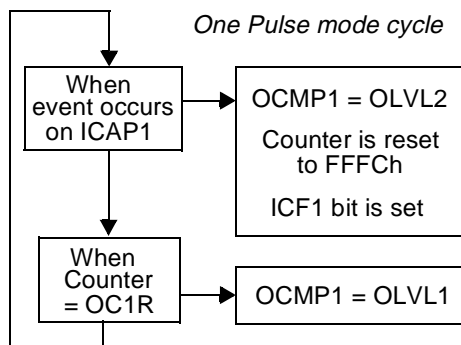 One Pulse mode cycle
When
event occurs
on ICAP1
OCMP1 = OLVL2
Counter is reset
to FFFCh
ICF1 bit is set
When
Counter
= OC1R
OCMP1 = OLVL1